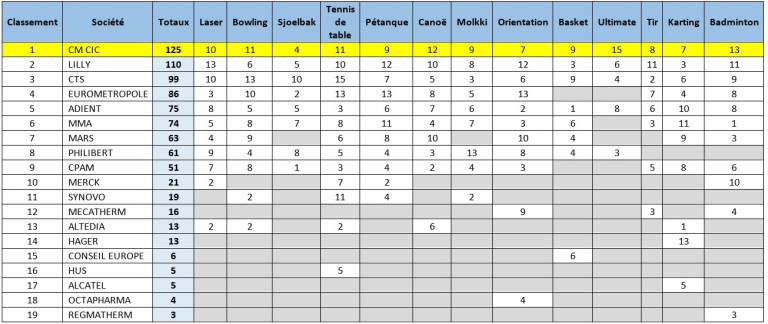 Classement Société Totaux Laser Bowling Sjoelbak Tennis de table Pétanque Canoë Molkki Orientation Basket Ultimate Tir Karting Badminton
1 CM CIC 125 10 11 4 11 9 12 9 7 9 15 8 7 13
2 LILLY 110 13 6 5 10 12 10 8 12 3 6 11 3 11
3 CTS 99 10 13 10 15 7 5 3 6 9 4 2 6 9
4 EUROMETROPOLE 86 3 10 2 13 13 8 5 13 7 4 8
5 ADIENT 75 8 5 5 3 6 7 6 2 1 8 6 10 8
6 MMA 74 5 8 7 8 11 4 7 3 6 3 11 1
7 MARS 63 4 9 6 8 10 10 4 9 3
8 PHILIBERT 61 9 4 8 5 4 3 13 8 4 3
9 CPAM 51 7 8 1 3 4 2 4 3 5 8 6
10 MERCK 21 2 7 2 10
11 SYNOVO 19 2 11 4 2
12 MECATHERM 16 9 3 4
13 ALTEDIA 13 2 2 2 6 1
14 HAGER 13 13
15 CONSEIL EUROPE 6 6
16 HUS 5 5
17 ALCATEL 5 5
18 OCTAPHARMA 4 4
19 REGMATHERM 3 3